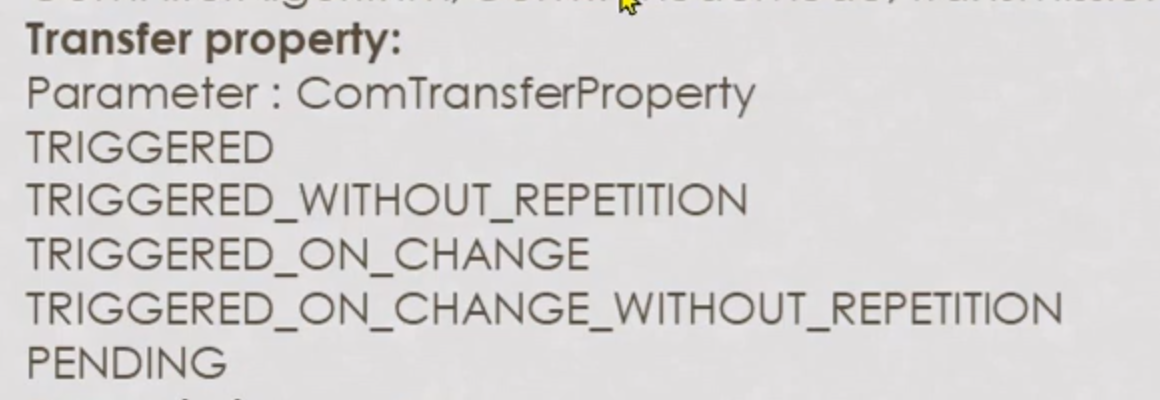 Transfer property:
Parameter : ComTransferProperty
TRIGGERED
TRIGGERED_WITHOUT_REPETITION
TRIGGERED_ON_CHANGE
TRIGGERED_ON_CHANGE_WITHOUT_REPETITION
PENDING